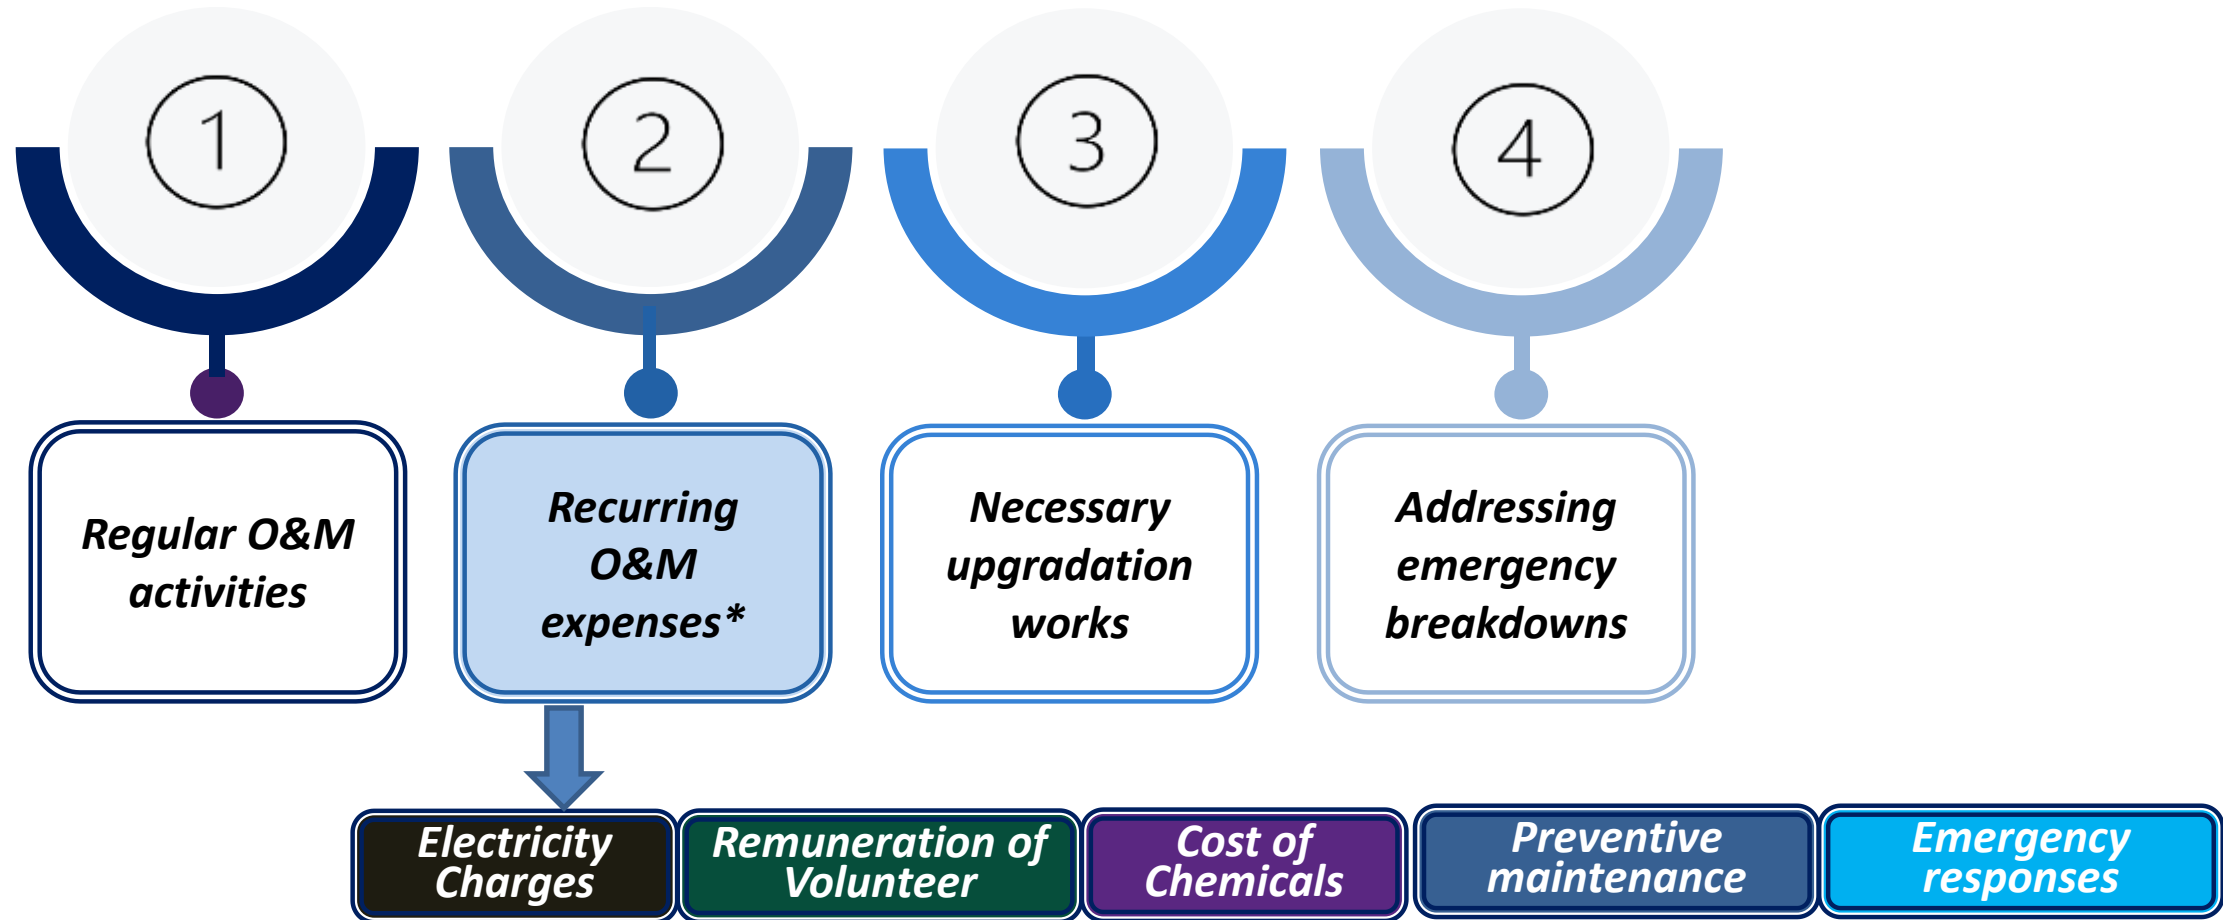 1
2
3
4
Regular O&M
activities
Recurring
O&M
expenses*
Necessary
upgradation
works
Addressing
emergency
breakdowns
Electricity
Charges
Remuneration of
Volunteer
Cost of
Chemicals
Preventive
maintenance
Emergency
responses